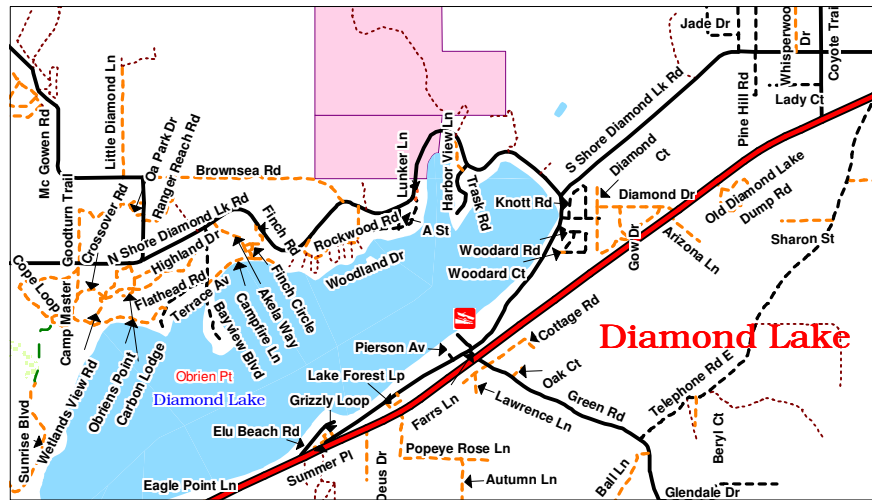 Jade Dr
Whisperwood Dr
Coyote Trail
Pine Hill Rd
Lady Ct
S Shore Diamond Lk Rd
Mc Gowen Rd
Little Diamond Ln
Oa Park Dr
Ranger Reach Rd
Brownsea Rd
Lunker Ln
Harbor View Ln
Trask Rd
Diamond Ct
Diamond Dr
Knott Rd
Old Diamond Lake
Dump Rd
Goodturn Trail
Crossover Rd
N Shore Diamond Lk Rd
Finch Rd
Rockwood Rd
A St
Woodard Rd
Woodard Ct
Gow Dr
Arizona Ln
Sharon St
Cope Loop
Camp Master
Highland Dr
Flathead Rd
Terrace Av
Woodland Dr
Finch Circle
Akela Way
Campfire Ln
Bayview Blvd
Cottage Rd
Diamond Lake
Pierson Av
Obrien Pt
Diamond Lake
Lake Forest Lp
Grizzly Loop
Farrs Ln
Oak Ct
Lawrence Ln
Green Rd
Telephone Rd E
Beryl Ct
Wetlands View Rd
Obriens Point
Carbon Lodge
Sunrise Blvd
Elu Beach Rd
Summer Pl
Deus Dr
Popeye Rose Ln
Autumn Ln
Ball Ln
Glendale Dr
Eagle Point Ln